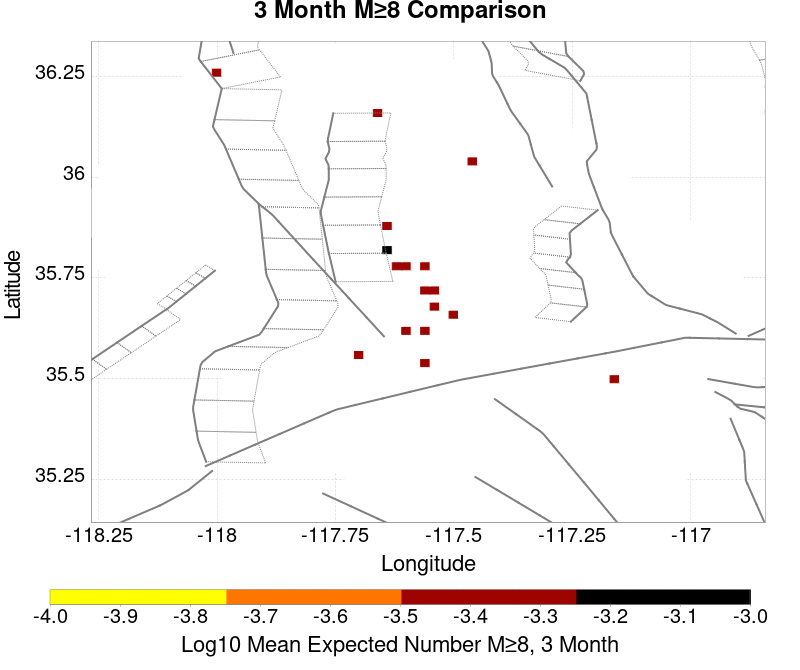 3 Month M≥8 Comparison
36.25
36
35.75
35.5
35.25
Latitude
-118.25 -118 -117.75 -117.5 -117.25 -117
Longitude
-4.0 -3.9 -3.8 -3.7 -3.6 -3.5 -3.4 -3.3 -3.2 -3.1 -3.0
Log10 Mean Expected Number M≥8, 3 Month